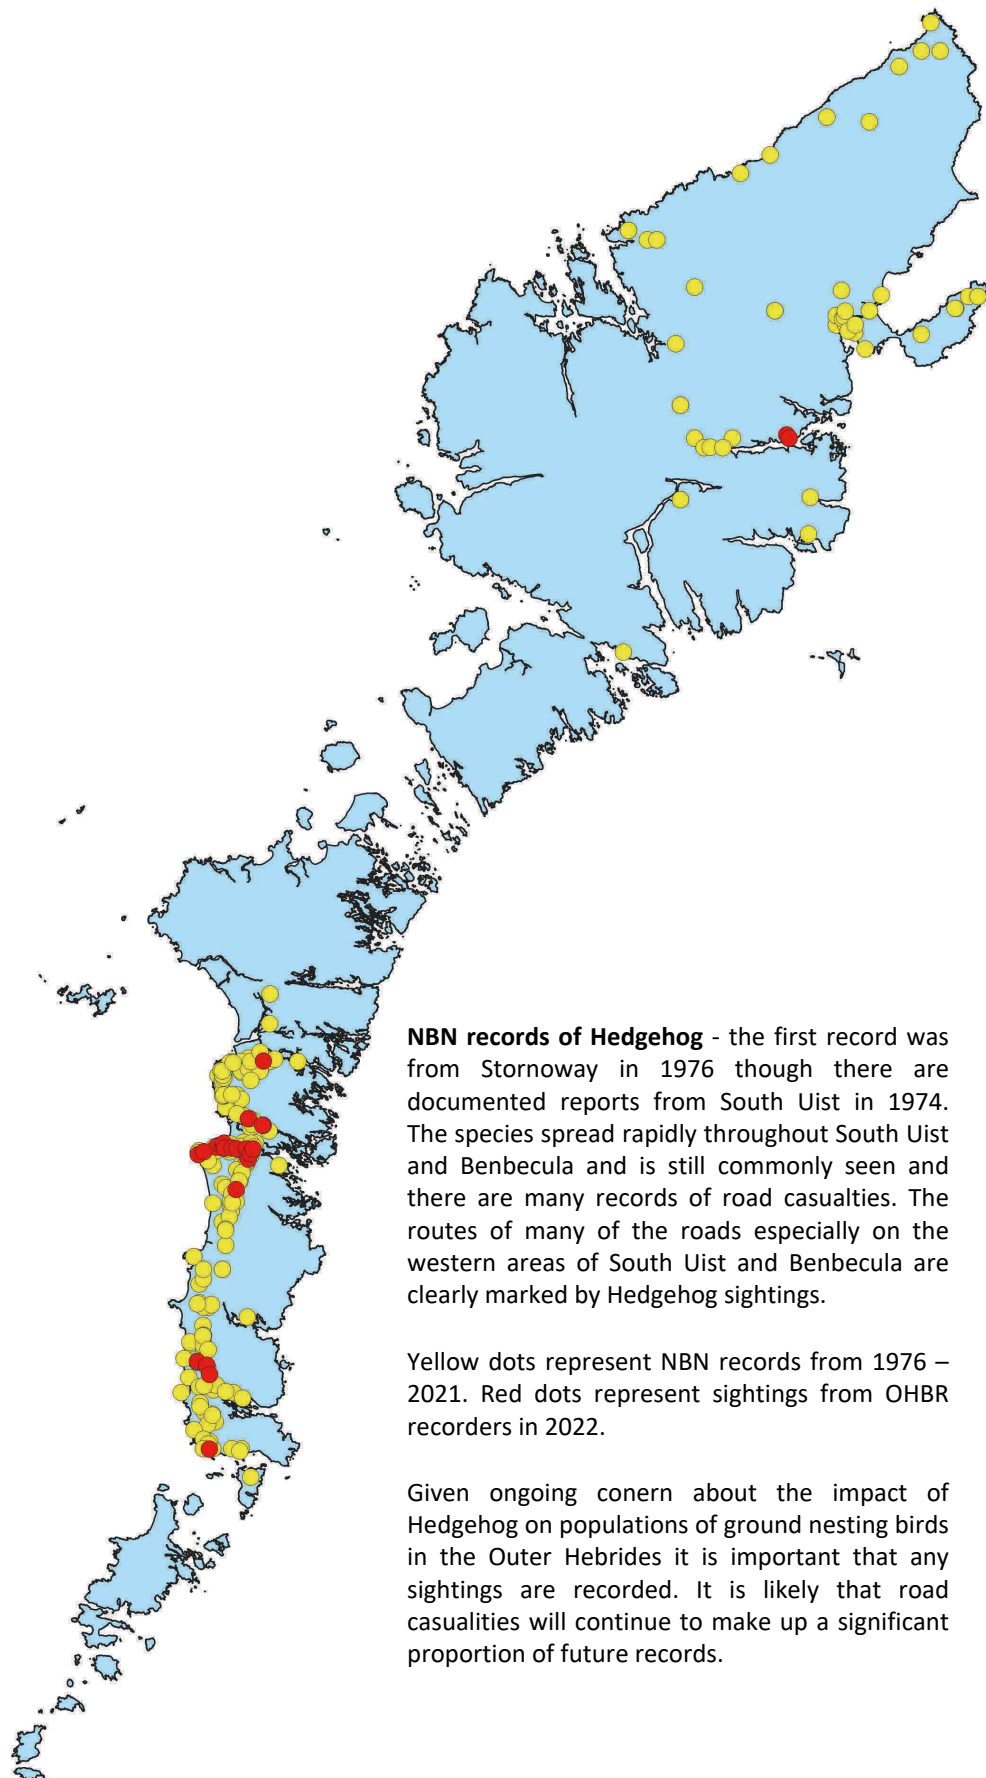 NBN records of Hedgehog - the first record was
from Stornoway in 1976 though there are
documented reports from South Uist in 1974.
The species spread rapidly throughout South Uist
and Benbecula and is still commonly seen and
there are many records of road casualties. The
routes of many of the roads especially on the
western areas of South Uist and Benbecula are
clearly marked by Hedgehog sightings.
Yellow dots represent NBN records from 1976 –
2021. Red dots represent sightings from OHBR
recorders in 2022.
Given ongoing conern about the impact of
Hedgehog on populations of ground nesting birds
in the Outer Hebrides it is important that any
sightings are recorded. It is likely that road
casualities will continue to make up a significant
proportion of future records.